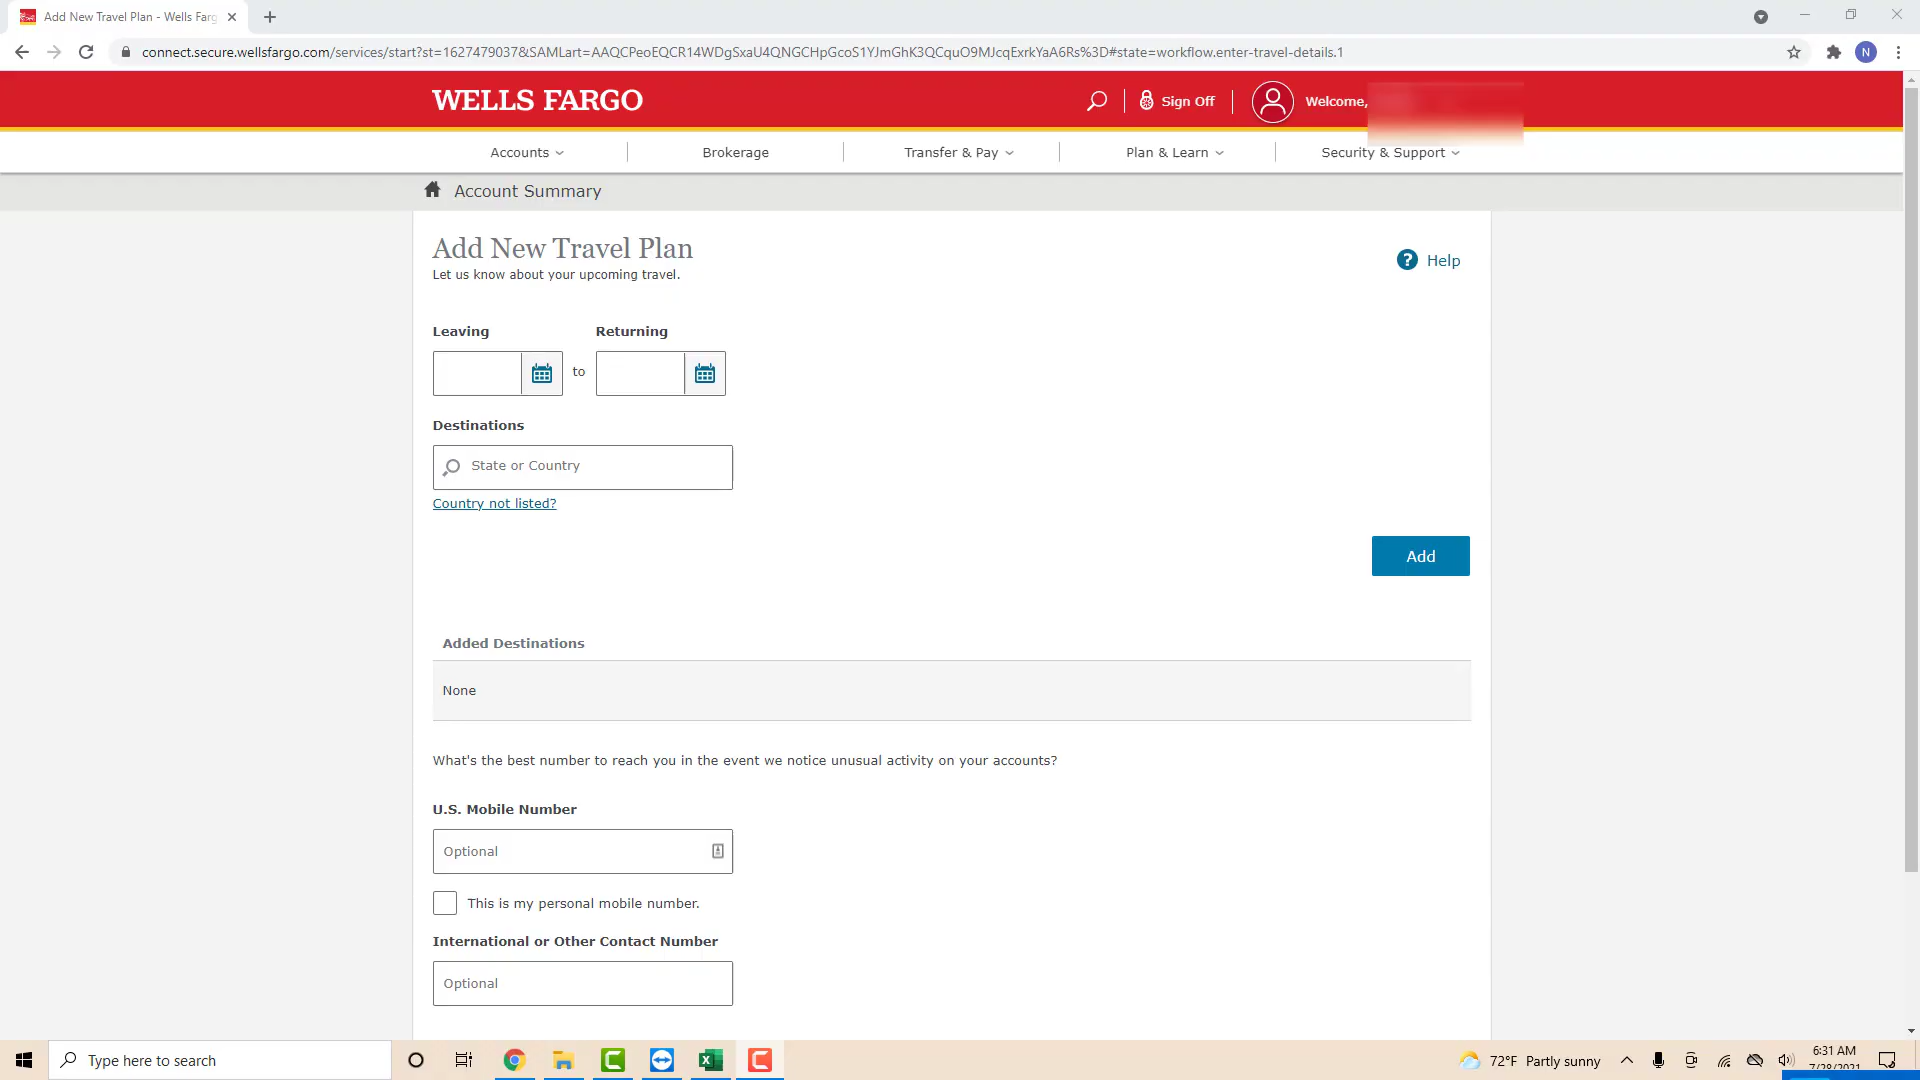 Add New Travel Plan - Wells Farg
connect.secure.wellsfargo.com/services/start?st=1627479037&SAMLart=AAQCPeoEQCR14WDgSxaU4QNGCHpGcoS1YJmGhK3QCquO9MJcqExrkYaA6Rs%3D#state=workflow.enter-travel-details.1
N
WELLS FARGO
Sign Off
Welcome,
Accounts
Brokerage
Transfer & Pay
Plan & Learn
Security & Support
Account Summary
Add New Travel Plan
Let us know about your upcoming travel.
? Help
Leaving
Returning
to
Destinations
State or Country
Country not listed?
Add
Added Destinations
None
What's the best number to reach you in the event we notice unusual activity on your accounts?
U.S. Mobile Number
Optional
This is my personal mobile number.
International or Other Contact Number
Optional
Type here to search
72°F Partly sunny
6:31 AM
7/28/2021